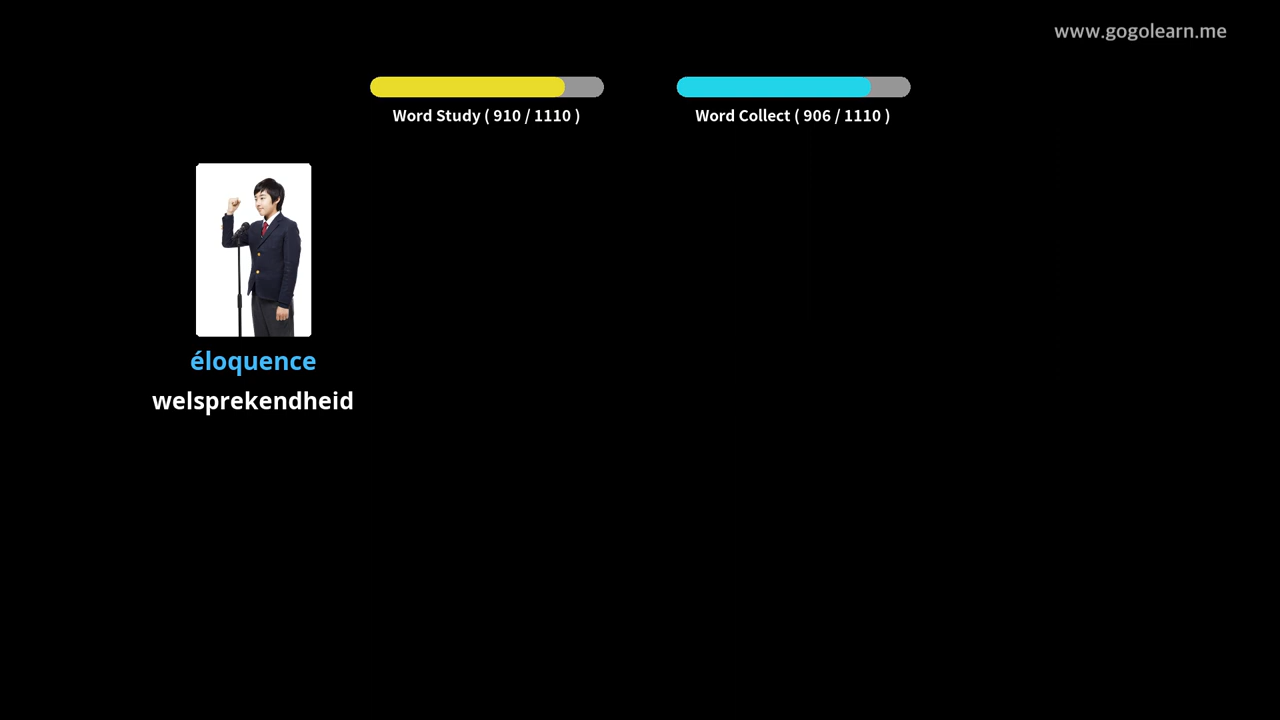 www.gogolearn.me
Word Study ( 910 / 1110 )
Word Collect ( 906 / 1110 )
éloquence
welsprekendheid